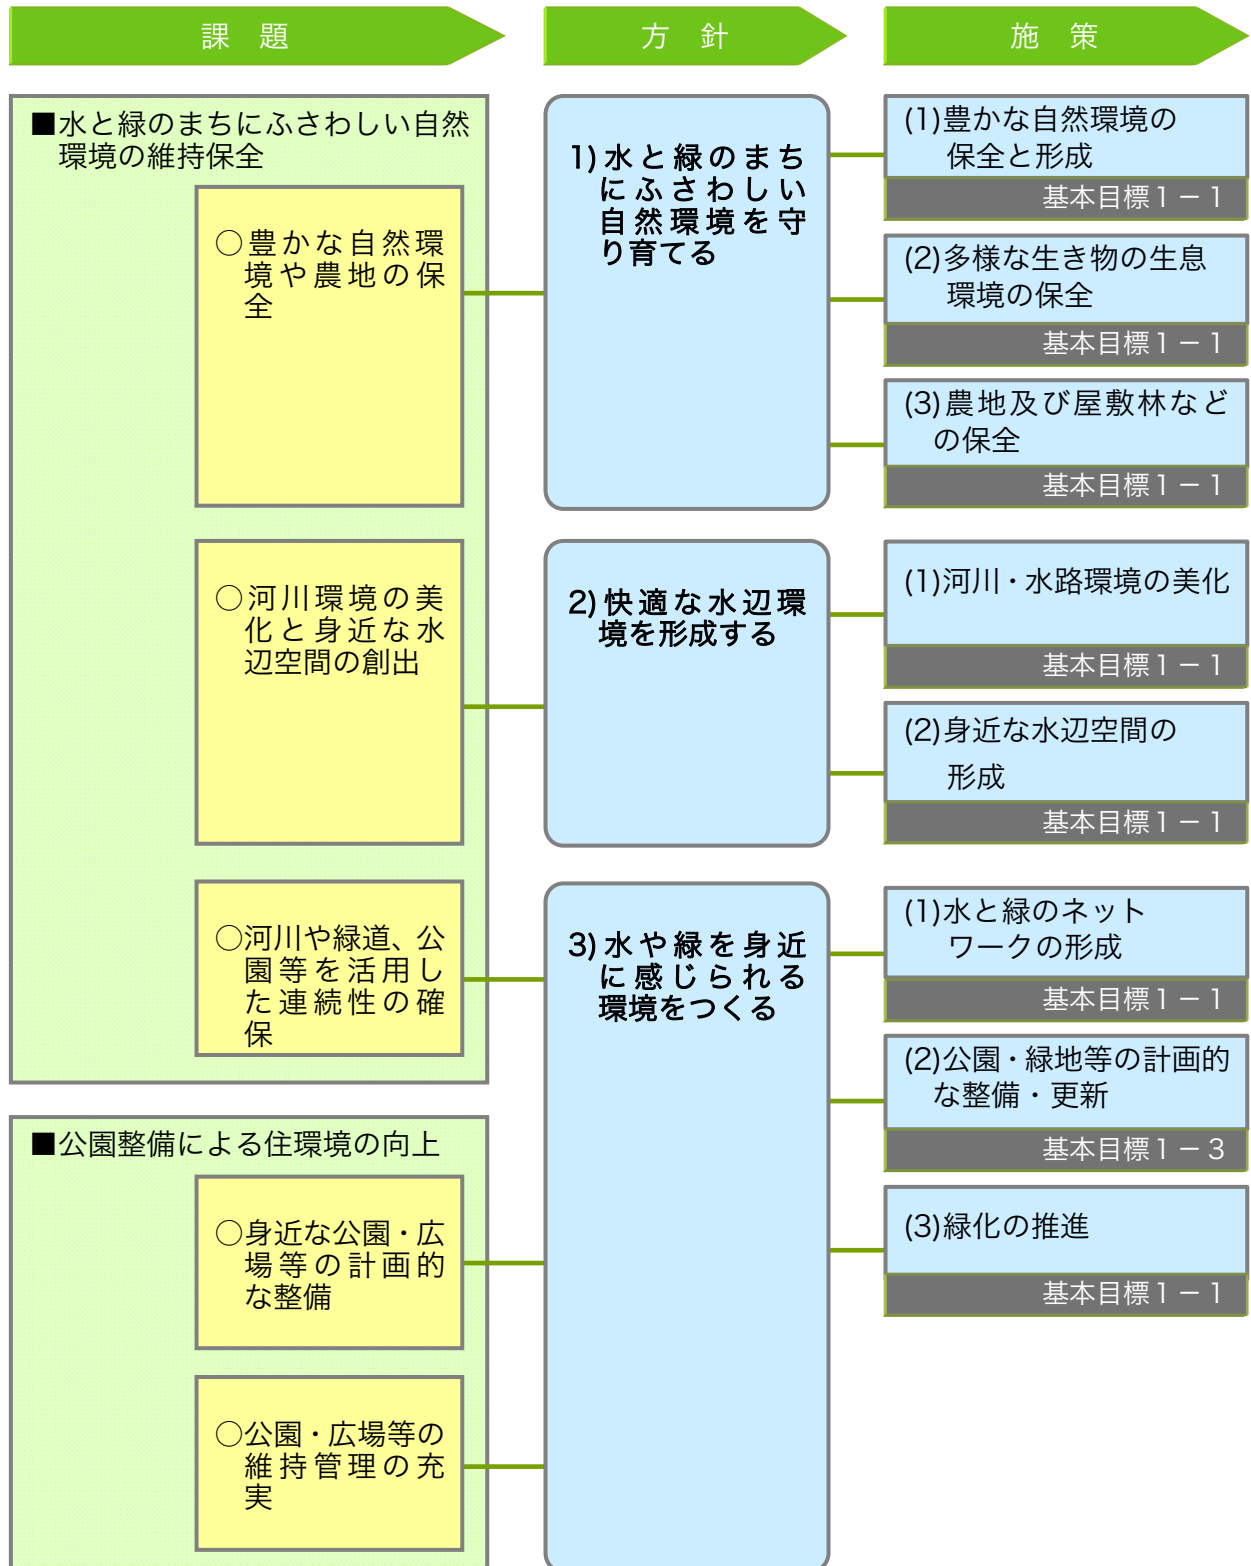 課題
方針
施策
■水と緑のまちにふさわしい自然
環境の維持保全
○豊かな自然環
境や農地の保
全
○河川環境の美
化と身近な水
辺空間の創出
○河川や緑道、公
園等を活用し
た連続性の確
保
■公園整備による住環境の向上
○身近な公園・広
場等の計画的
な整備
○公園・広場等の
維持管理の充
実
1)水と緑のまち
にふさわしい
自然環境を守
り育てる
2)快適な水辺環
境を形成する
3)水や緑を身近
に感じられる
環境をつくる
(1)豊かな自然環境の
保全と形成
基本目標1－1
(2)多様な生き物の生息
環境の保全
基本目標1－1
(3)農地及び屋敷林など
の保全
基本目標1－1
(1)河川・水路環境の美化
基本目標1－1
(2)身近な水辺空間の
形成
基本目標1－1
(1)水と緑のネット
ワークの形成
基本目標1－1
(2)公園・緑地等の計画的
な整備・更新
基本目標1－3
(3)緑化の推進
基本目標1－1